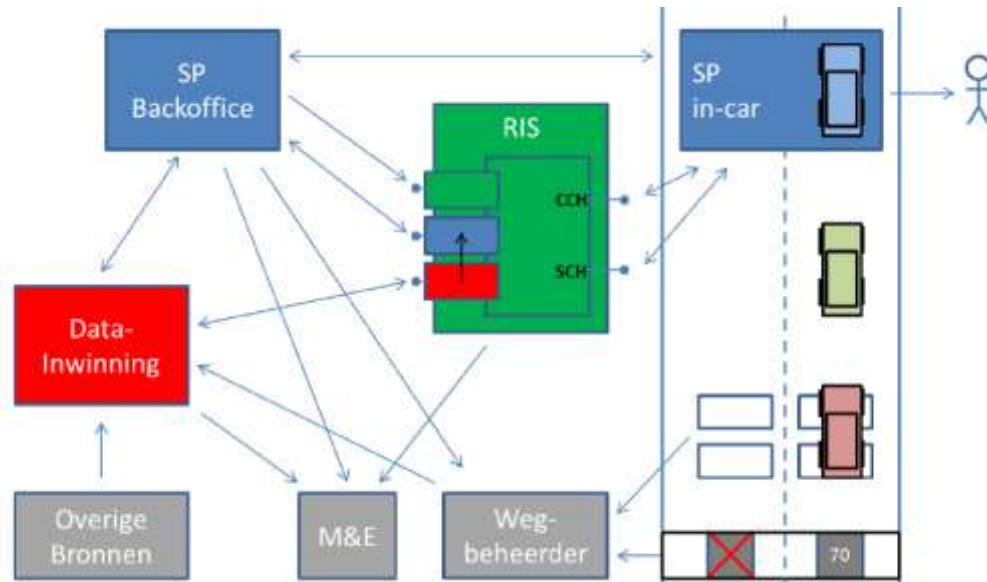 SP
Backoffice
SP
in-car
RIS
CCH
SCH
Data-
Inwinning
Overige
Bronnen
M&E
Weg-
beheerder
70